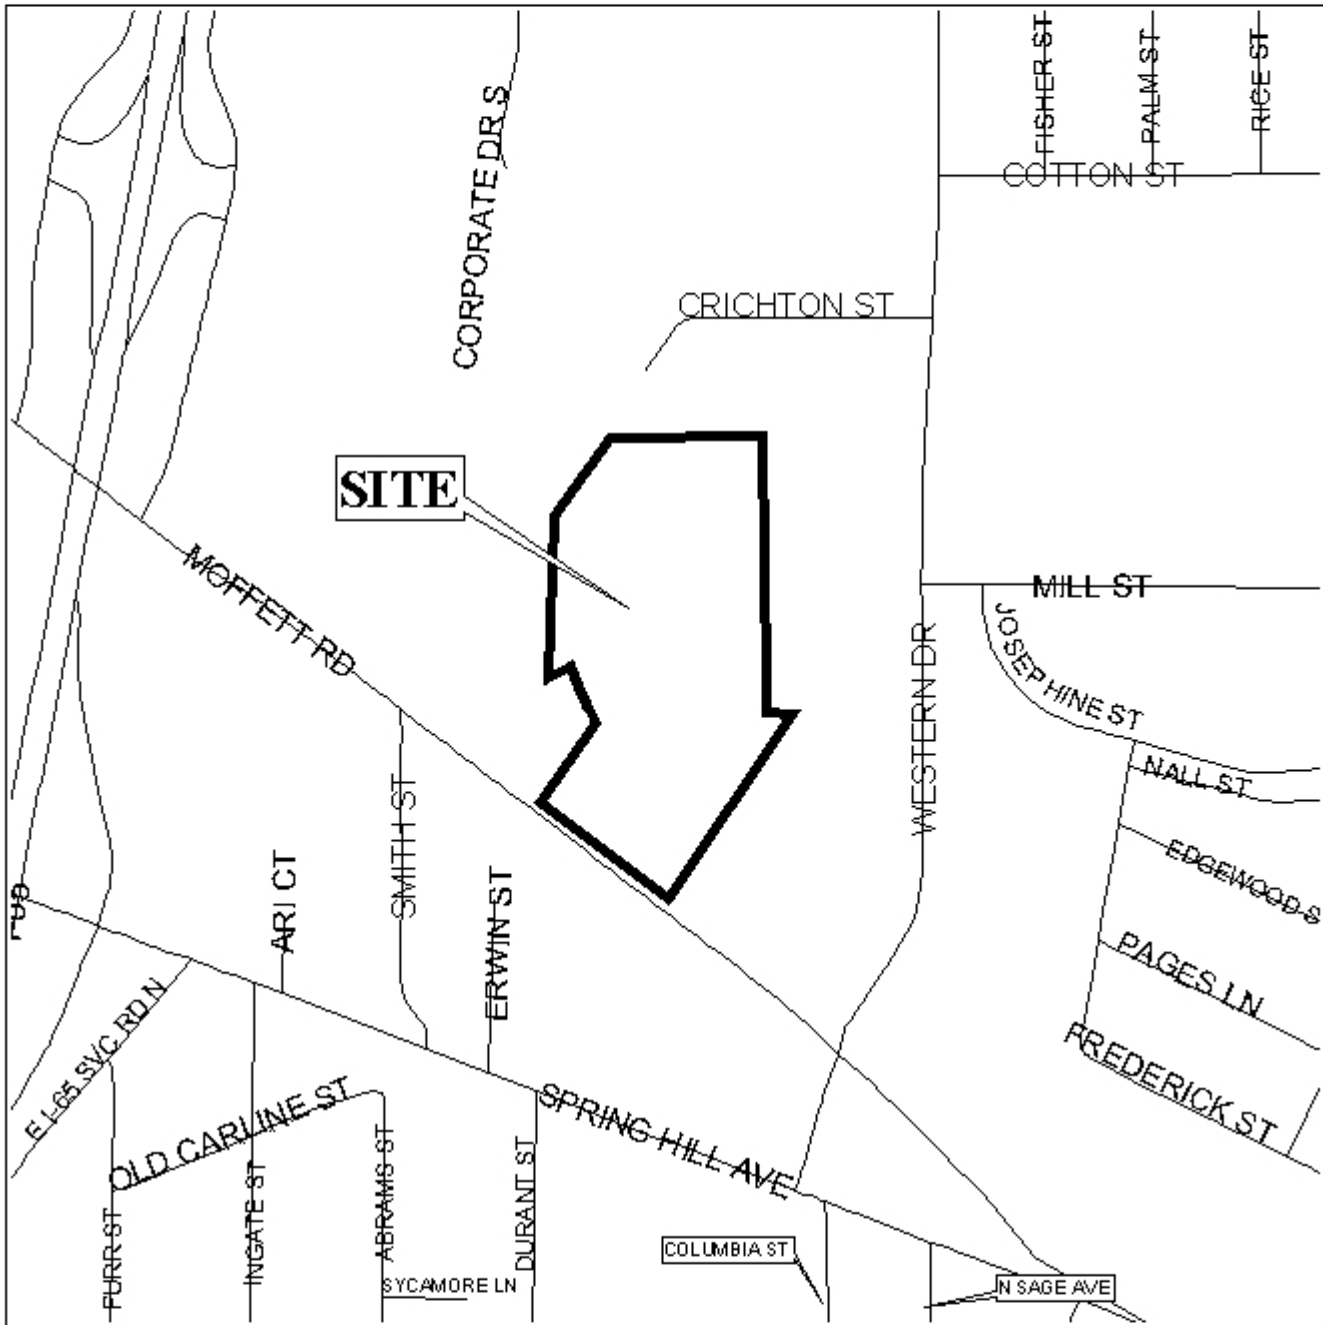 FISHER ST
PALM ST
RICE ST
CORPORATE DR S
COTTON ST
CRICHTON ST
SITE
MOFFETT RD
MILL ST
JOSEPHINE ST
WESTERN DR
NALL ST
SMITH ST
EDGEWOOD S
ARI CT
ERWIN ST
PAGES LN
E I-65 SVC RD N
FREDERICK ST
OLD CARLINE ST
SPRING HILL AVE
FURR ST
INGATE ST
ABRAMS ST
DURANT ST
COLUMBIA ST
SYCAMORE LN
N SAGE AVE